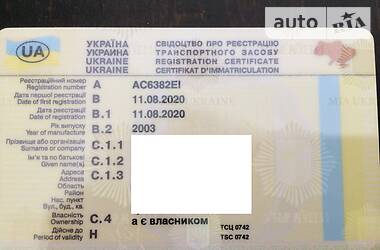 auto RIA
УКРАЇНА СВІДОЦТВО ПРО РЕЄСТРАЦІЮ
УКРАИНА ТРАНСПОРТНОГО ЗАСОБУ
UA UKRAINE REGISTRATION CERTIFICATE
UKRAINE CERTIFICAT D'IMMATRICULATION
Реєстраційний номер
Registration number A AC6382EI
Дата першої реєстрації
Date of first registration B 11.08.2020
Дата реєстрації
Date of registration B.1 11.08.2020
Рік випуску
Year of manufacture B.2 2003
Прізвище або організація
Surname or company C.1.1
Ім'я та по батькові
Given name(s) C.1.2
Адреса
Address C.1.3
Область
Район
Нас. пункт
Вул., буд., кв.
Власність
Ownership C.4 а є власником
Дійсне до ТСЦ 0742
Period of validity H TSC 0742